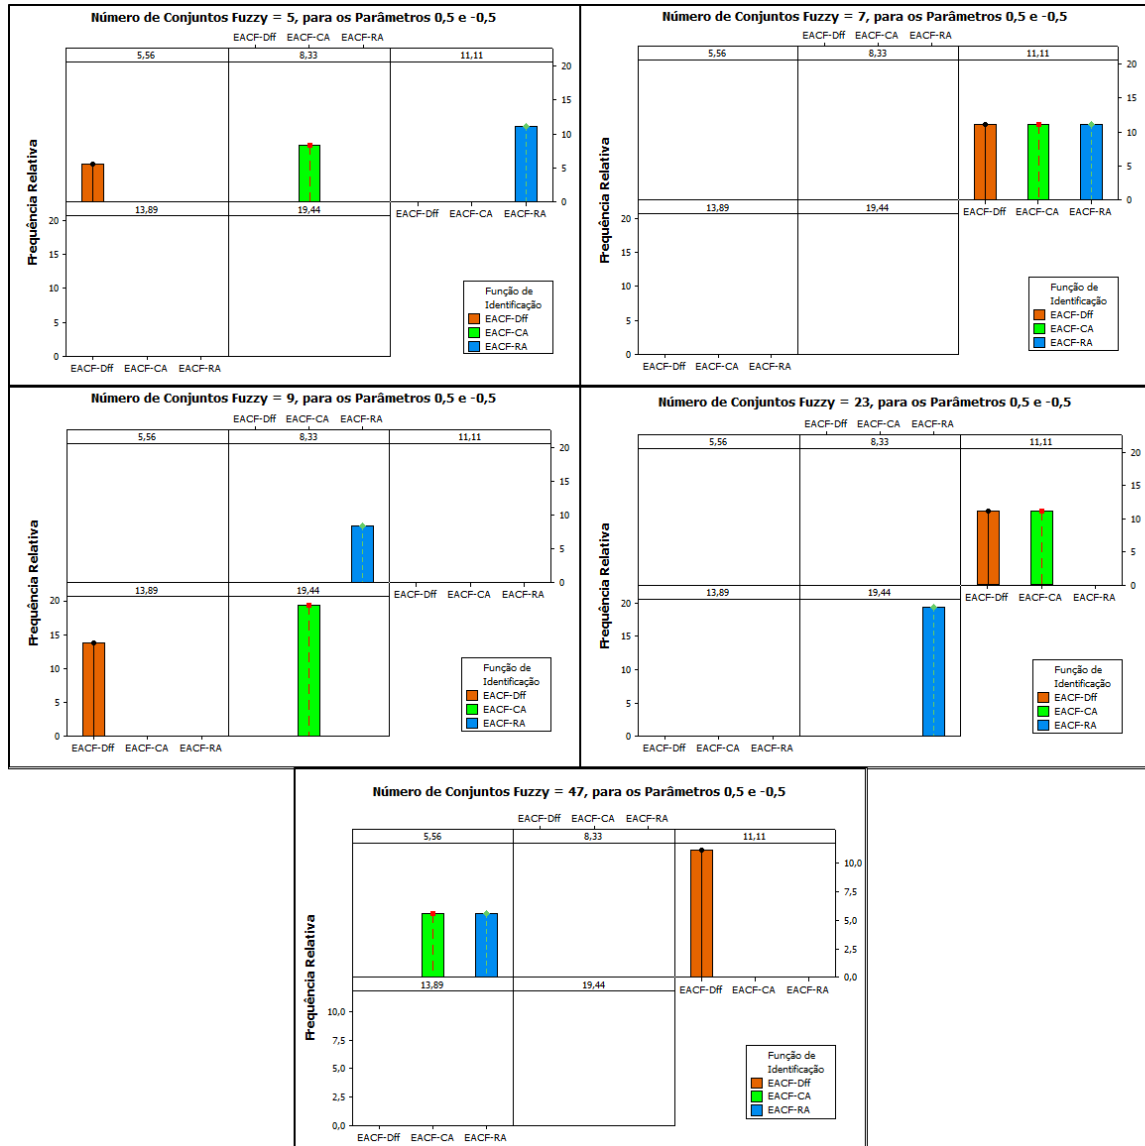 Número de Conjuntos Fuzzy = 5, para os Parâmetros 0,5 e -0,5
EACF-Dff EACF-CA EACF-RA
5,56 8,33 11,11
20
15
10
5
0
Frequência Relativa
13,89 19,44
EACF-Dff EACF-CA EACF-RA
20
15
10
5
0
Função de
Identificação
EACF-Dff
EACF-CA
EACF-RA
EACF-Dff EACF-CA EACF-RA
Número de Conjuntos Fuzzy = 7, para os Parâmetros 0,5 e -0,5
EACF-Dff EACF-CA EACF-RA
5,56 8,33 11,11
20
15
10
5
0
Frequência Relativa
13,89 19,44
EACF-Dff EACF-CA EACF-RA
20
15
10
5
0
Função de
Identificação
EACF-Dff
EACF-CA
EACF-RA
EACF-Dff EACF-CA EACF-RA
Número de Conjuntos Fuzzy = 9, para os Parâmetros 0,5 e -0,5
EACF-Dff EACF-CA EACF-RA
5,56 8,33 11,11
20
15
10
5
0
Frequência Relativa
13,89 19,44
EACF-Dff EACF-CA EACF-RA
20
15
10
5
0
Função de
Identificação
EACF-Dff
EACF-CA
EACF-RA
EACF-Dff EACF-CA EACF-RA
Número de Conjuntos Fuzzy = 23, para os Parâmetros 0,5 e -0,5
EACF-Dff EACF-CA EACF-RA
5,56 8,33 11,11
20
15
10
5
0
Frequência Relativa
13,89 19,44
EACF-Dff EACF-CA EACF-RA
20
15
10
5
0
Função de
Identificação
EACF-Dff
EACF-CA
EACF-RA
EACF-Dff EACF-CA EACF-RA
Número de Conjuntos Fuzzy = 47, para os Parâmetros 0,5 e -0,5
EACF-Dff EACF-CA EACF-RA
5,56 8,33 11,11
10,0
7,5
5,0
2,5
0,0
Frequência Relativa
13,89 19,44
EACF-Dff EACF-CA EACF-RA
10,0
7,5
5,0
2,5
0,0
Função de
Identificação
EACF-Dff
EACF-CA
EACF-RA
EACF-Dff EACF-CA EACF-RA